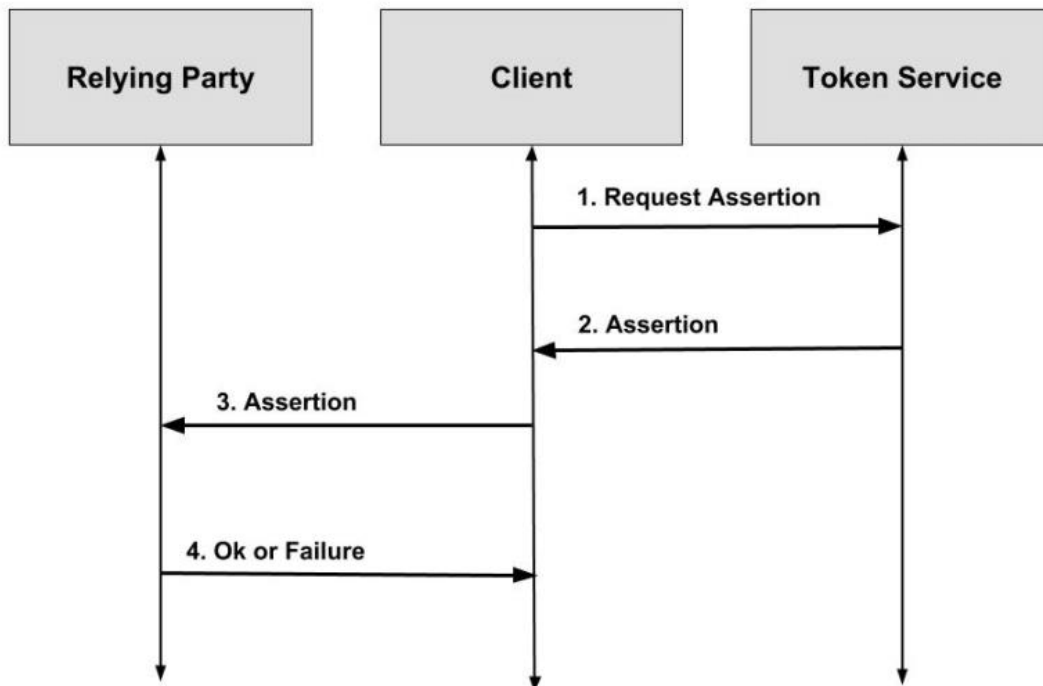 Relying Party
Client
Token Service
1. Request Assertion
2. Assertion
3. Assertion
4. Ok or Failure